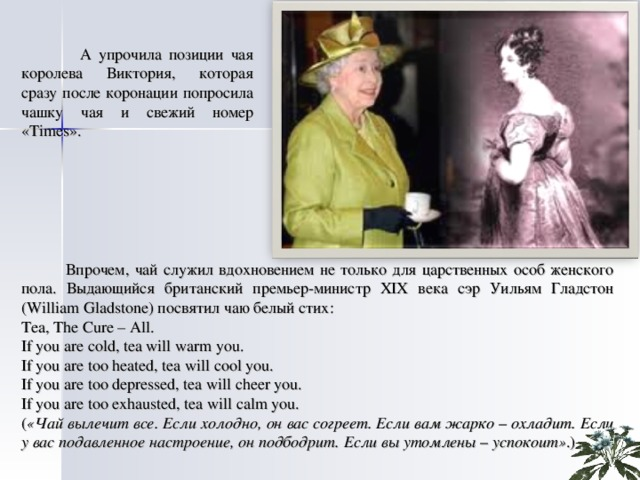 А упрочила позиции чая
королева Виктория, которая
сразу после коронации попросила
чашку чая и свежий номер
«Times».
Впрочем, чай служил вдохновением не только для царственных особ женского
пола. Выдающийся британский премьер-министр XIX века сэр Уильям Гладстон
(William Gladstone) посвятил чаю белый стих:
Tea, The Cure – All.
If you are cold, tea will warm you.
If you are too heated, tea will cool you.
If you are too depressed, tea will cheer you.
If you are too exhausted, tea will calm you.
(«Чай вылечит все. Если холодно, он вас согреет. Если вам жарко – охладит. Если
у вас подавленное настроение, он подбодрит. Если вы утомлены – успокоит».)